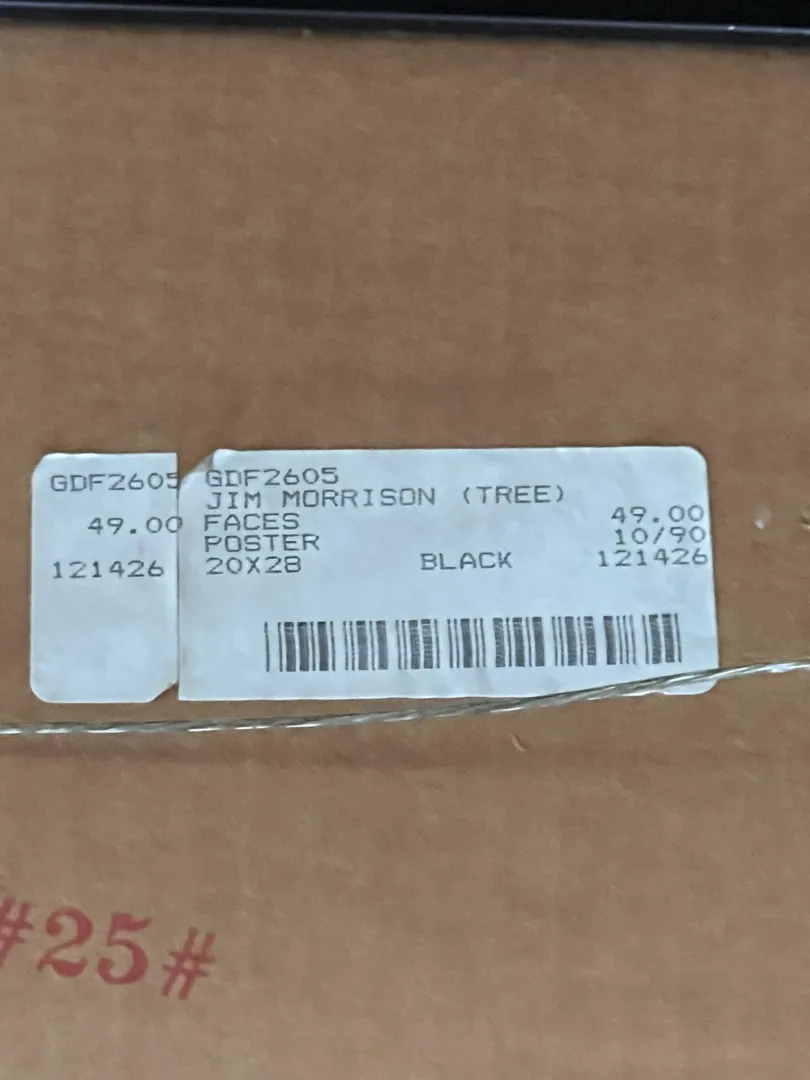 GDF2605
49.00
121426
GDF2605
JIM MORRISON (TREE)
FACES 49.00
POSTER 10/90
20X28 BLACK 121426
#25#